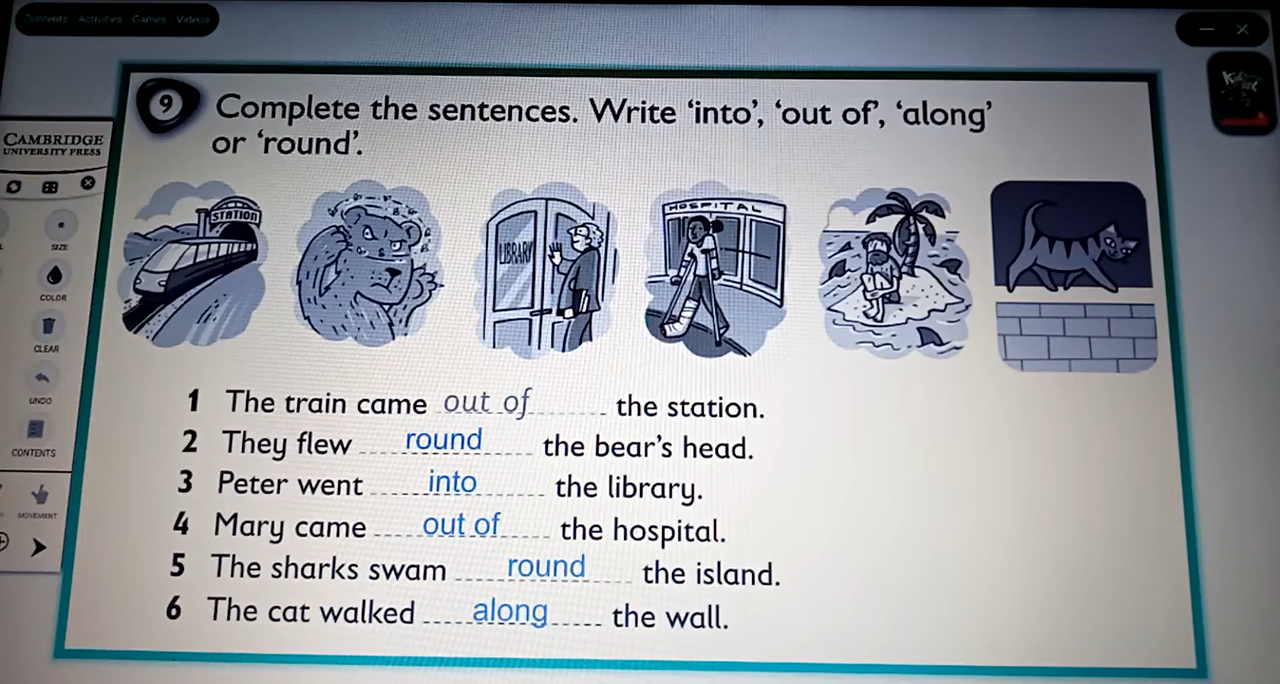 Contents Activities Games Videos
9 Complete the sentences. Write ‘into’, ‘out of’, ‘along’
or ‘round’.
CAMBRIDGE
UNIVERSITY PRESS
SIZE
COLOR
CLEAR
UNDO
CONTENTS
MOVEMENT
STATION
LIBRARY
HOSPITAL
1 The train came out of the station.
2 They flew round the bear’s head.
3 Peter went into the library.
4 Mary came out of the hospital.
5 The sharks swam round the island.
6 The cat walked along the wall.